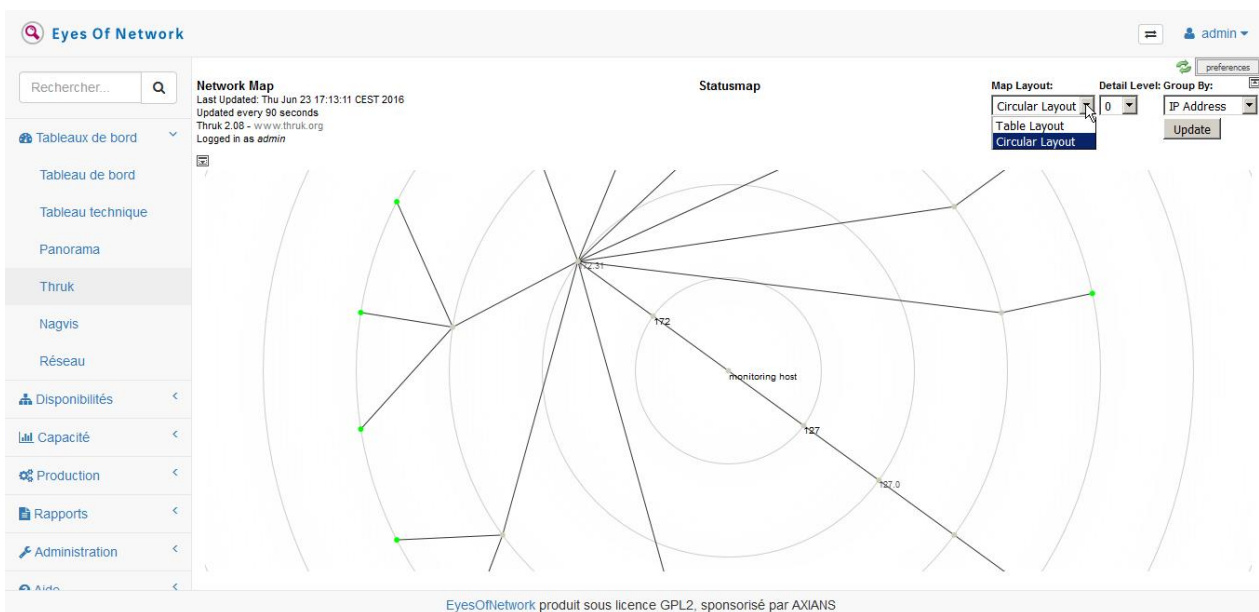 Eyes Of Network
admin
Rechercher...
Tableaux de bord
Tableau de bord
Tableau technique
Panorama
Thruk
Nagvis
Réseau
Disponibilités
Capacité
Production
Rapports
Administration
Aide
preferences
Network Map
Last Updated: Thu Jun 23 17:13:11 CEST 2016
Updated every 90 seconds
Thruk 2.08 - www.thruk.org
Logged in as admin
Statusmap
Map Layout: Detail Level: Group By:
Circular Layout 0 IP Address
Table Layout
Circular Layout
Update
172.31
172
monitoring host
127
127.0
EyesOfNetwork produit sous licence GPL2, sponsorisé par AXIANS